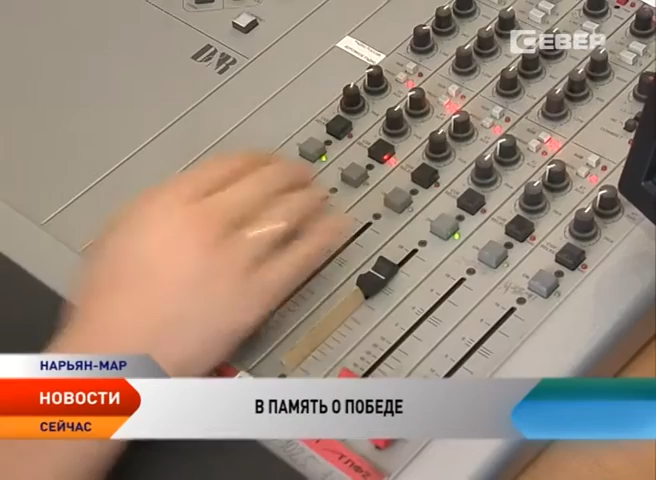 D&R
СЕВЕР
НАРЬЯН-МАР
НОВОСТИ
СЕЙЧАС
В ПАМЯТЬ О ПОБЕДЕ